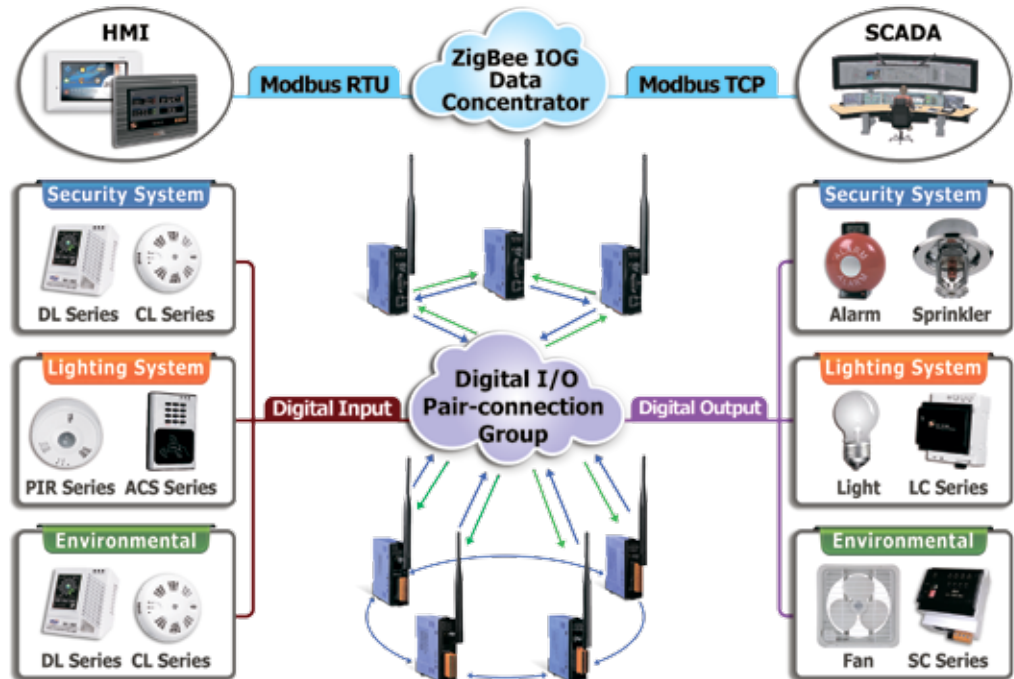 HMI
SCADA
ZigBee IOG
Data
Concentrator
Modbus RTU
Modbus TCP
Security System
DL Series
CL Series
Security System
Alarm
Sprinkler
ALARM
ALARM
Lighting System
PIR Series
ACS Series
Digital Input
Digital I/O
Pair-connection
Group
Digital Output
Lighting System
Light
LC Series
Environmental
DL Series
CL Series
Environmental
Fan
SC Series